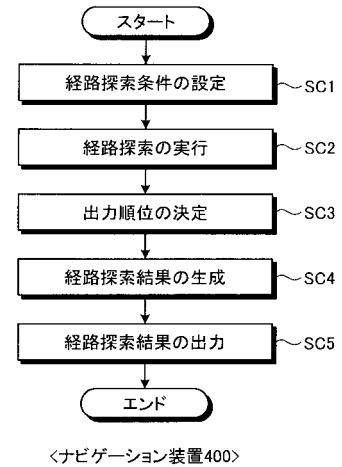 スタート
経路探索条件の設定 SC1
経路探索の実行 SC2
出力順位の決定 SC3
経路探索結果の生成 SC4
経路探索結果の出力 SC5
エンド
<ナビゲーション装置400>